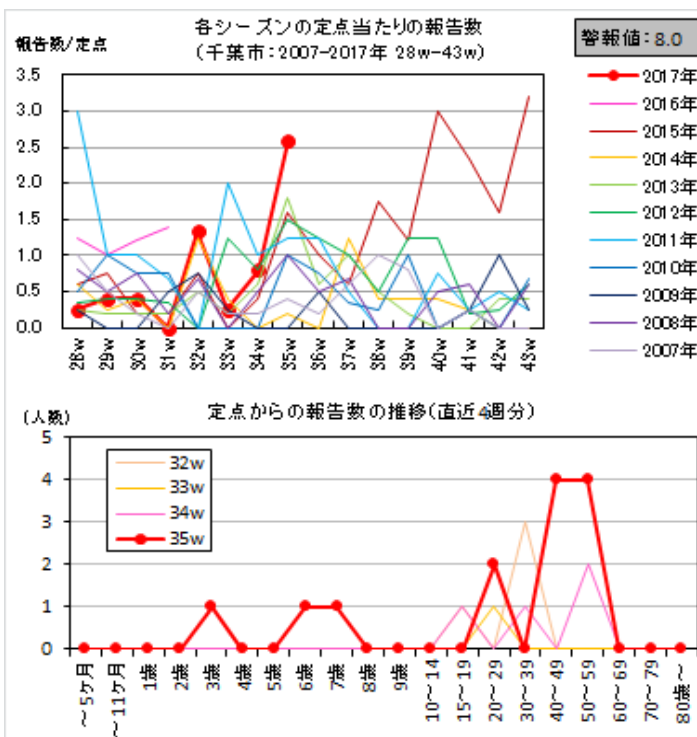 各シーズンの定点当たりの報告数
(千葉市:2007-2017年 28w-43w)
報告数/定点
警報値:8.0
3.5
3.0
2.5
2.0
1.5
1.0
0.5
0.0
28w 29w 30w 31w 32w 33w 34w 35w 36w 37w 38w 39w 40w 41w 42w 43w
2017年
2016年
2015年
2014年
2013年
2012年
2011年
2010年
2009年
2008年
2007年
定点からの報告数の推移(直近4週分)
(人数)
5
4
3
2
1
0
32w
33w
34w
35w
~5ケ月 ~11ケ月 1歳 2歳 3歳 4歳 5歳 6歳 7歳 8歳 9歳 10~14 15~19 20~29 30~39 40~49 50~59 60~69 70~79 80歳~